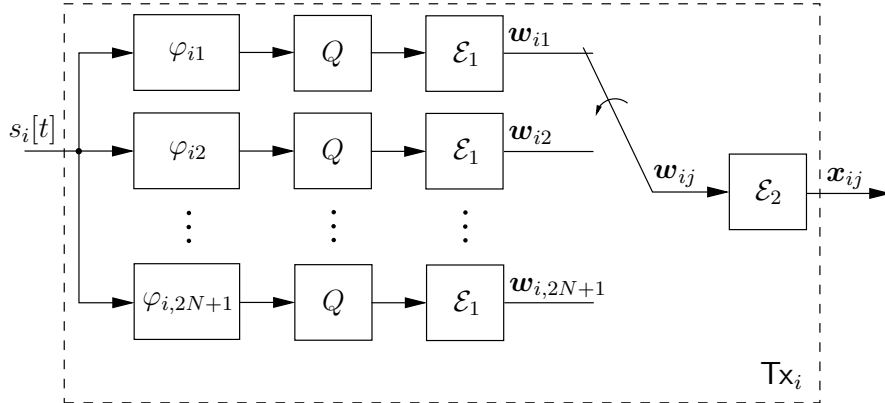 φ_{i1} Q ℰ_1 𝒘_{i1}
s_i[t]
φ_{i2} Q ℰ_1 𝒘_{i2}
𝒘_{ij} ℰ_2 𝒙_{ij}
⋮ ⋮ ⋮
φ_{i,2N+1} Q ℰ_1 𝒘_{i,2N+1}
Tx_i